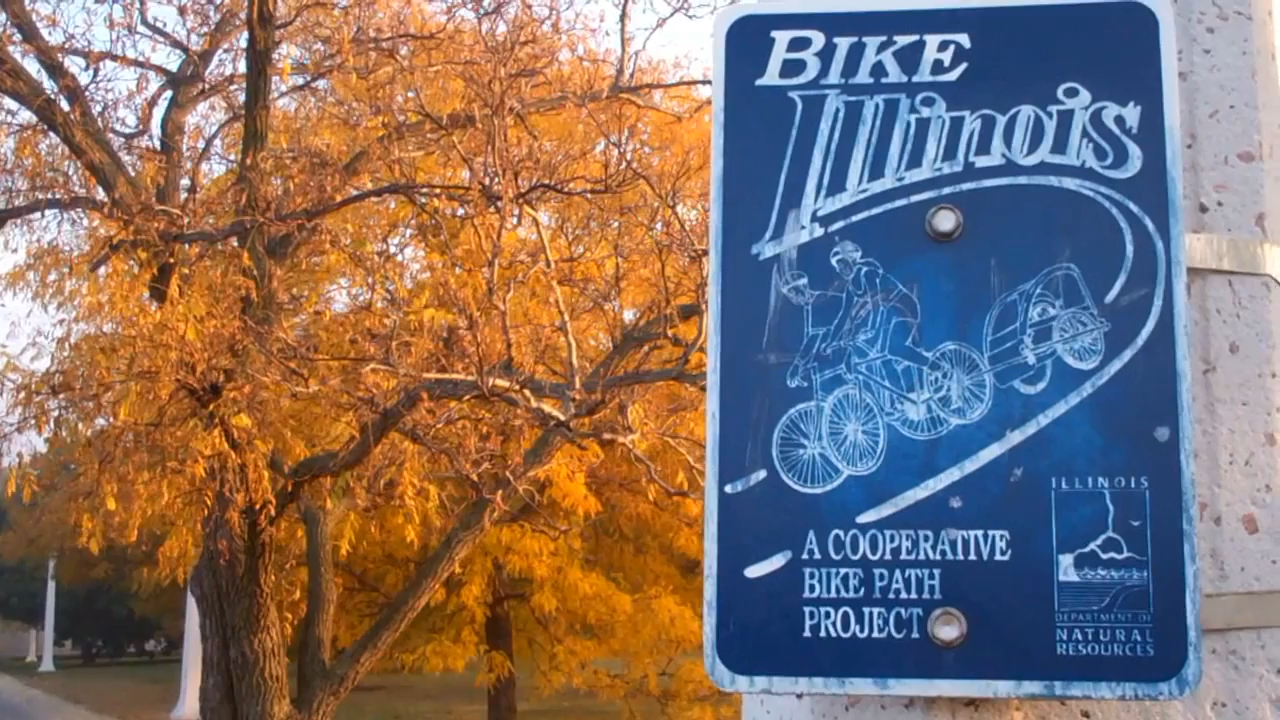 BIKE
Illinois
A COOPERATIVE
BIKE PATH
PROJECT
ILLINOIS
DEPARTMENT OF
NATURAL
RESOURCES